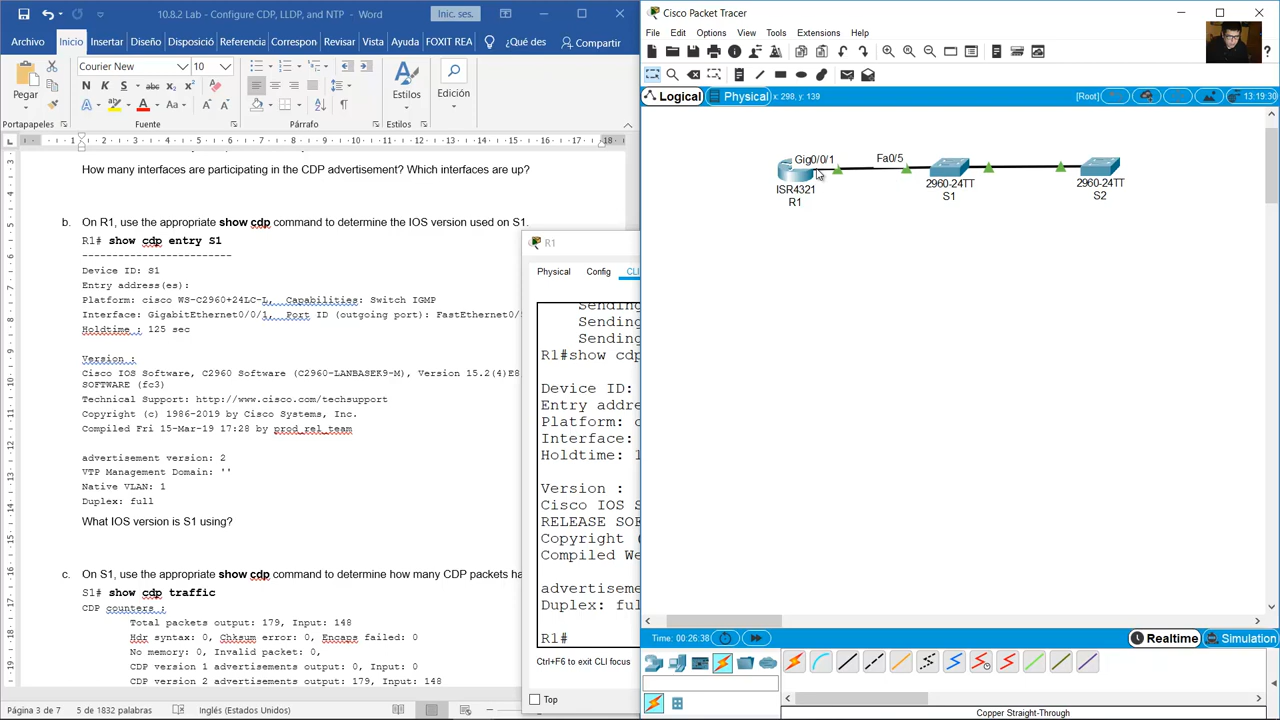 10.8.2 Lab - Configure CDP, LLDP, and NTP - Word
Inic. ses.
Archivo Inicio Insertar Diseño Disposición Referencia Correspon Revisar Vista Ayuda FOXIT REA ¿Qué des Compartir
Courier New 10
Pegar
Estilos
Edición
Portapapeles Fuente Párrafo Estilos
How many interfaces are participating in the CDP advertisement? Which interfaces are up?
b. On R1, use the appropriate show cdp command to determine the IOS version used on S1.
R1# show cdp entry S1
-------------------------
Device ID: S1
Entry address(es):
Platform: cisco WS-C2960+24LC-L, Capabilities: Switch IGMP
Interface: GigabitEthernet0/0/1, Port ID (outgoing port): FastEthernet0/5
Holdtime : 125 sec
Version :
Cisco IOS Software, C2960 Software (C2960-LANBASEK9-M), Version 15.2(4)E8
SOFTWARE (fc3)
Technical Support: http://www.cisco.com/techsupport
Copyright (c) 1986-2019 by Cisco Systems, Inc.
Compiled Fri 15-Mar-19 17:28 by prod_rel_team
advertisement version: 2
VTP Management Domain: ''
Native VLAN: 1
Duplex: full
What IOS version is S1 using?
c. On S1, use the appropriate show cdp command to determine how many CDP packets ha
S1# show cdp traffic
CDP counters :
Total packets output: 179, Input: 148
Hdr syntax: 0, Chksum error: 0, Encaps failed: 0
No memory: 0, Invalid packet: 0,
CDP version 1 advertisements output: 0, Input: 0
CDP version 2 advertisements output: 179, Input: 148
Página 3 de 7 5 de 1832 palabras Inglés (Estados Unidos)
R1
Physical Config CLI
Sending
Sending
Sending
R1#show cdp
Device ID:
Entry addre
Platform: c
Interface:
Holdtime: 1
Version :
Cisco IOS S
RELEASE SOF
Copyright (
Compiled We
advertiseme
Duplex: ful
R1#
Ctrl+F6 to exit CLI focus
Top
Cisco Packet Tracer
File Edit Options View Tools Extensions Help
Logical Physical x: 298, y: 139 [Root] 13:19:30
Gig0/0/1 Fa0/5
ISR4321
R1
2960-24TT
S1
2960-24TT
S2
Time: 00:26:38 Realtime Simulation
Copper Straight-Through